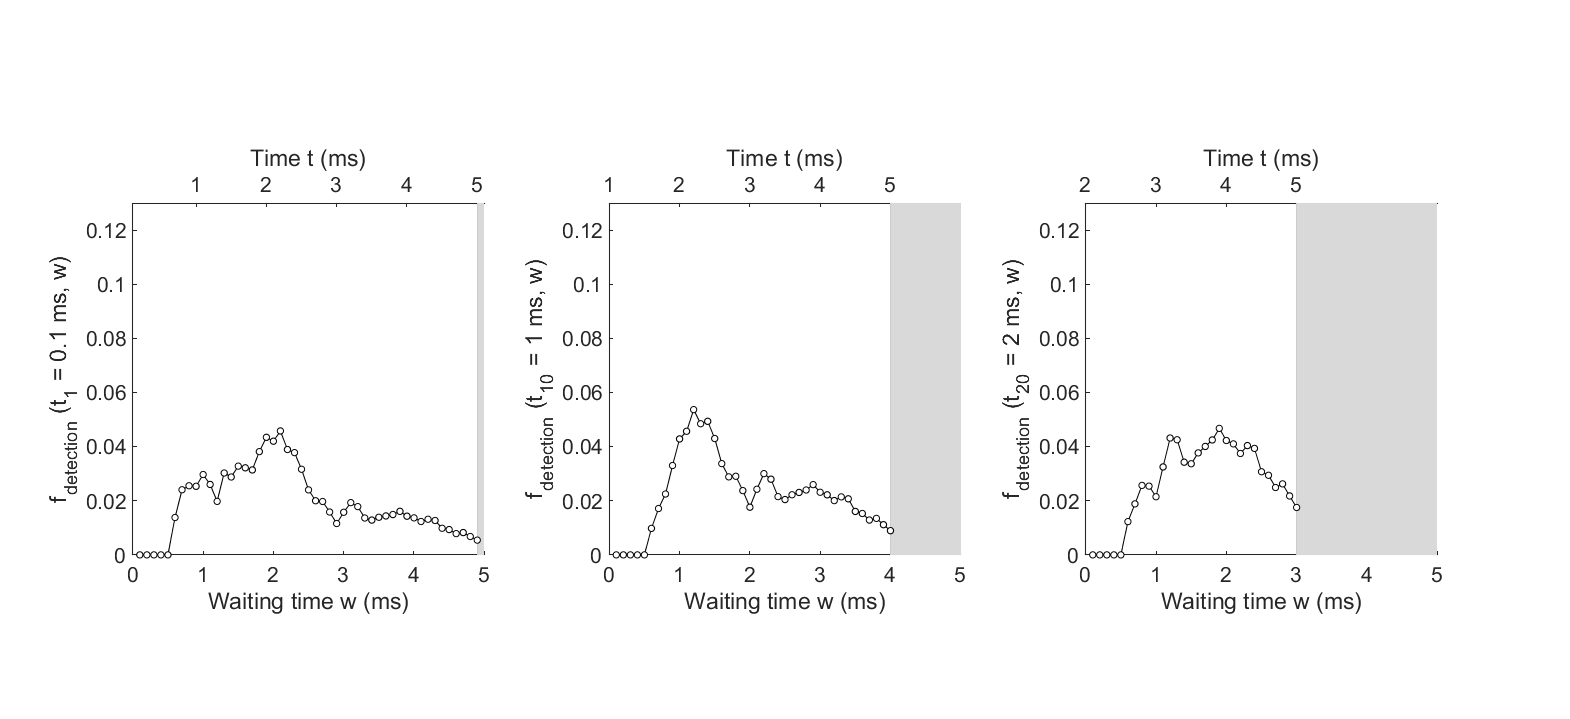 Time t (ms)
1 2 3 4 5
0.12
0.1
0.08
0.06
0.04
0.02
0
f_detection (t_1 = 0.1 ms, w)
0 1 2 3 4 5
Waiting time w (ms)
Time t (ms)
1 2 3 4 5
0.12
0.1
0.08
0.06
0.04
0.02
0
f_detection (t_10 = 1 ms, w)
0 1 2 3 4 5
Waiting time w (ms)
Time t (ms)
2 3 4 5
0.12
0.1
0.08
0.06
0.04
0.02
0
f_detection (t_20 = 2 ms, w)
0 1 2 3 4 5
Waiting time w (ms)